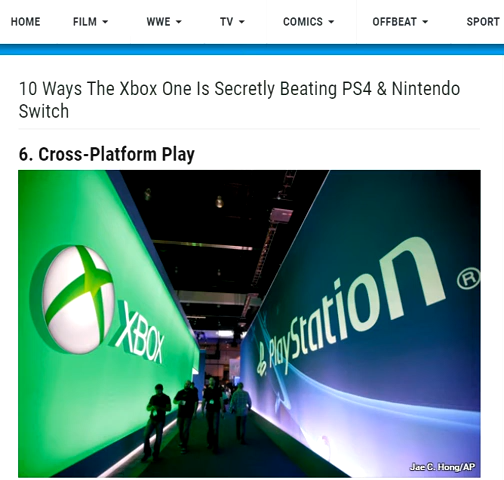 HOME FILM WWE TV COMICS OFFBEAT SPORT
10 Ways The Xbox One Is Secretly Beating PS4 & Nintendo
Switch
6. Cross-Platform Play
XBOX
PlayStation®
Jae C. Hong/AP